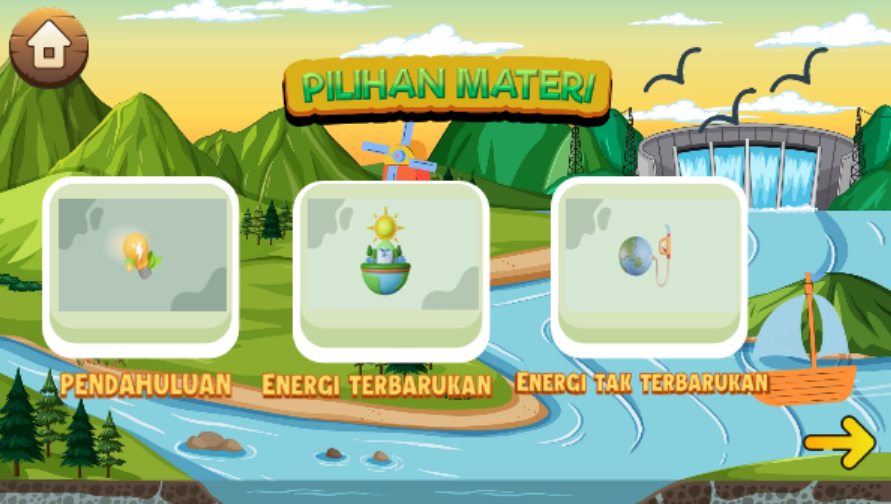 PILIHAN MATERI
PENDAHULUAN
ENERGI TERBARUKAN
ENERGI TAK TERBARUKAN